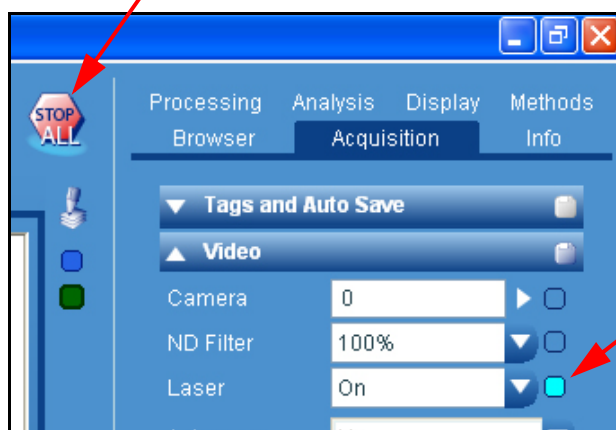 STOP
ALL
Processing Analysis Display Methods
Browser Acquisition Info
Tags and Auto Save
Video
Camera 0
ND Filter 100%
Laser On